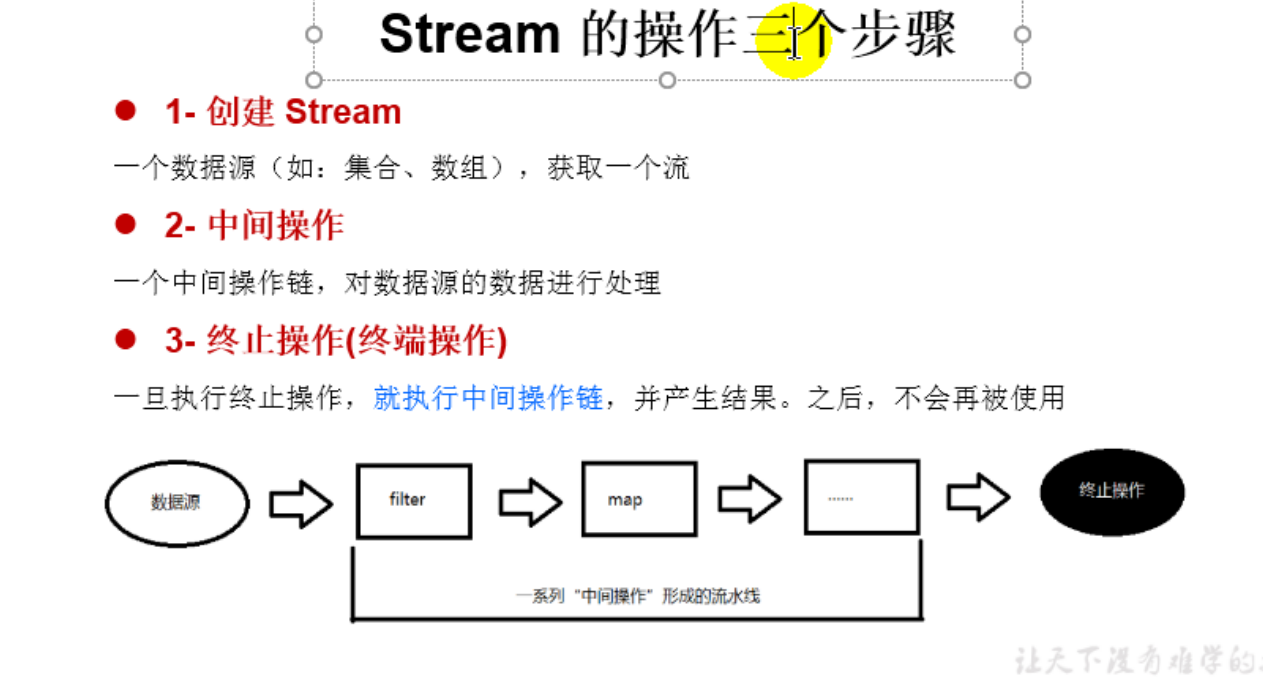 Stream 的操作三个步骤
1- 创建 Stream
一个数据源（如：集合、数组），获取一个流
2- 中间操作
一个中间操作链，对数据源的数据进行处理
3- 终止操作(终端操作)
一旦执行终止操作，就执行中间操作链，并产生结果。之后，不会再被使用
数据源
filter
map
......
终止操作
一系列“中间操作”形成的流水线
让天下没有难学的